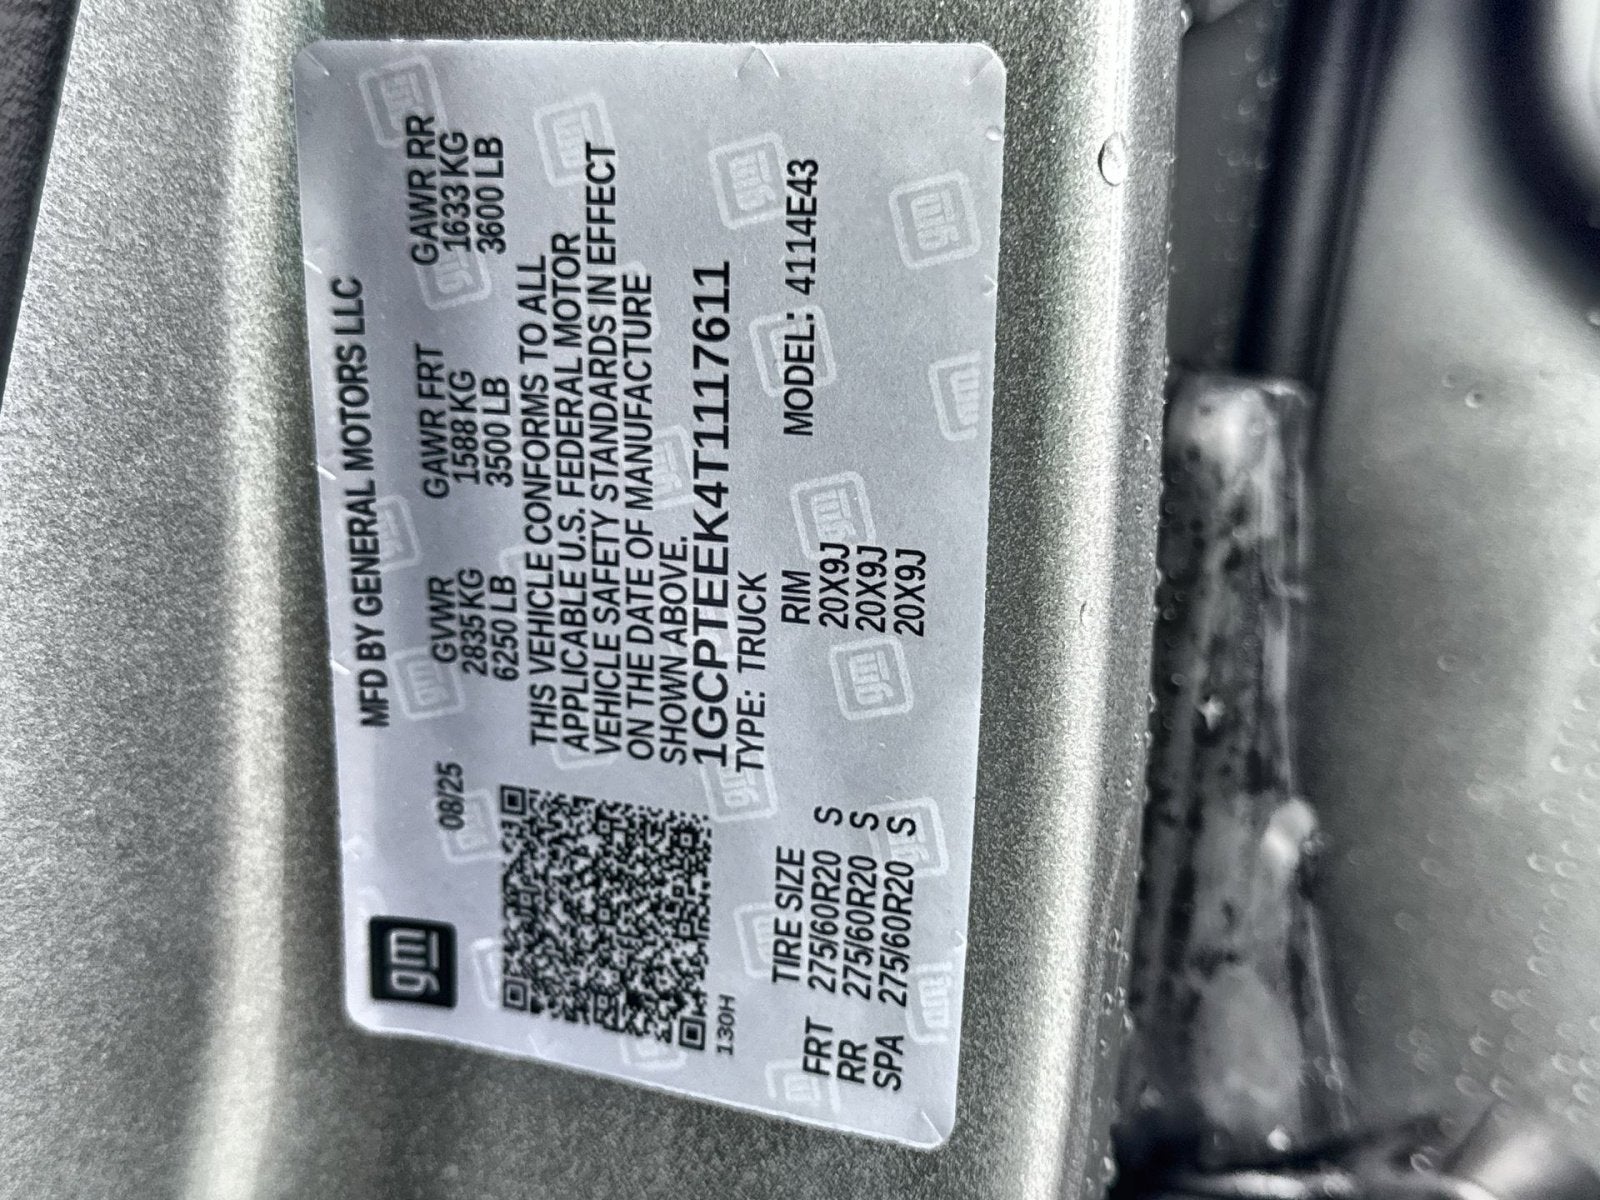 gm
MFD BY GENERAL MOTORS LLC
08/25
GVWR GAWR FRT GAWR RR
2835 KG 1588 KG 1633 KG
6250 LB 3500 LB 3600 LB
THIS VEHICLE CONFORMS TO ALL
APPLICABLE U.S. FEDERAL MOTOR
VEHICLE SAFETY STANDARDS IN EFFECT
ON THE DATE OF MANUFACTURE
SHOWN ABOVE.
1GCPTEEK4T1117611
TYPE: TRUCK MODEL: 4114E43
130H
TIRE SIZE RIM
FRT 275/60R20 S 20X9J
RR 275/60R20 S 20X9J
SPA 275/60R20 S 20X9J